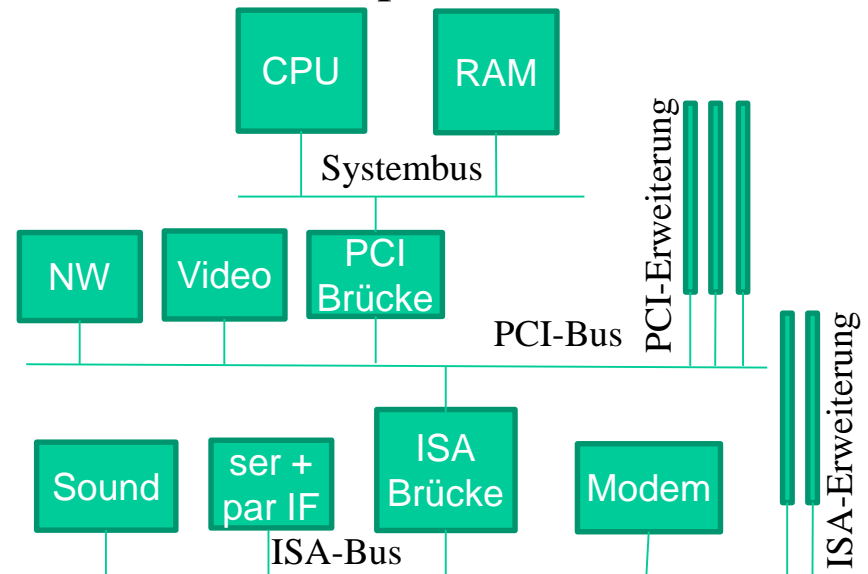 CPU
RAM
Systembus
PCI-Erweiterung
NW
Video
PCI
Brücke
PCI-Bus
ISA-Erweiterung
Sound
ser +
par IF
ISA
Brücke
Modem
ISA-Bus